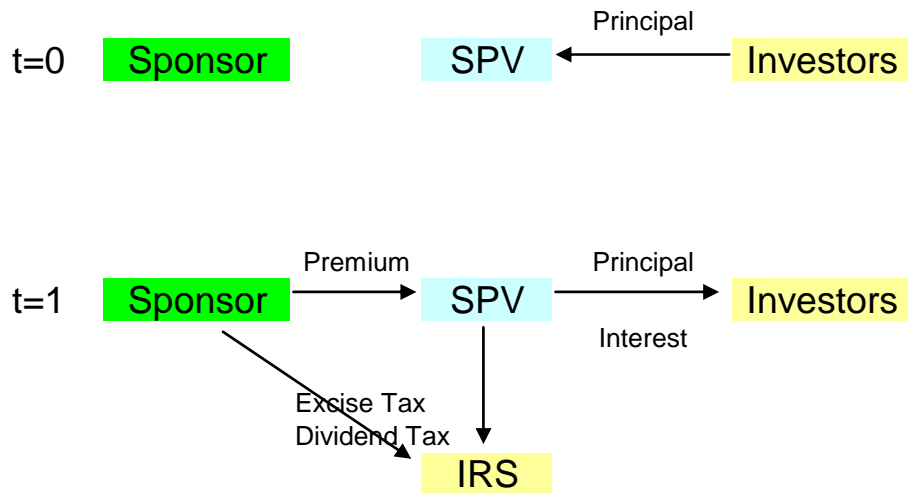 Principal
t=0 Sponsor SPV Investors
Premium Principal
t=1 Sponsor SPV Investors
Interest
Excise Tax
Dividend Tax
IRS